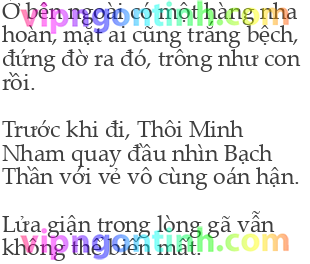 Ở bên ngoài có một hàng nha
hoàn, mặt ai cũng trắng bệch,
đứng đờ ra đó, trông như con
rồi.
Trước khi đi, Thôi Minh
Nham quay đầu nhìn Bạch
Thần với vẻ vô cùng oán hận.
Lửa giận trong lòng gã vẫn
không thể biến mất.
vipngontinh.com
vipngontinh.com